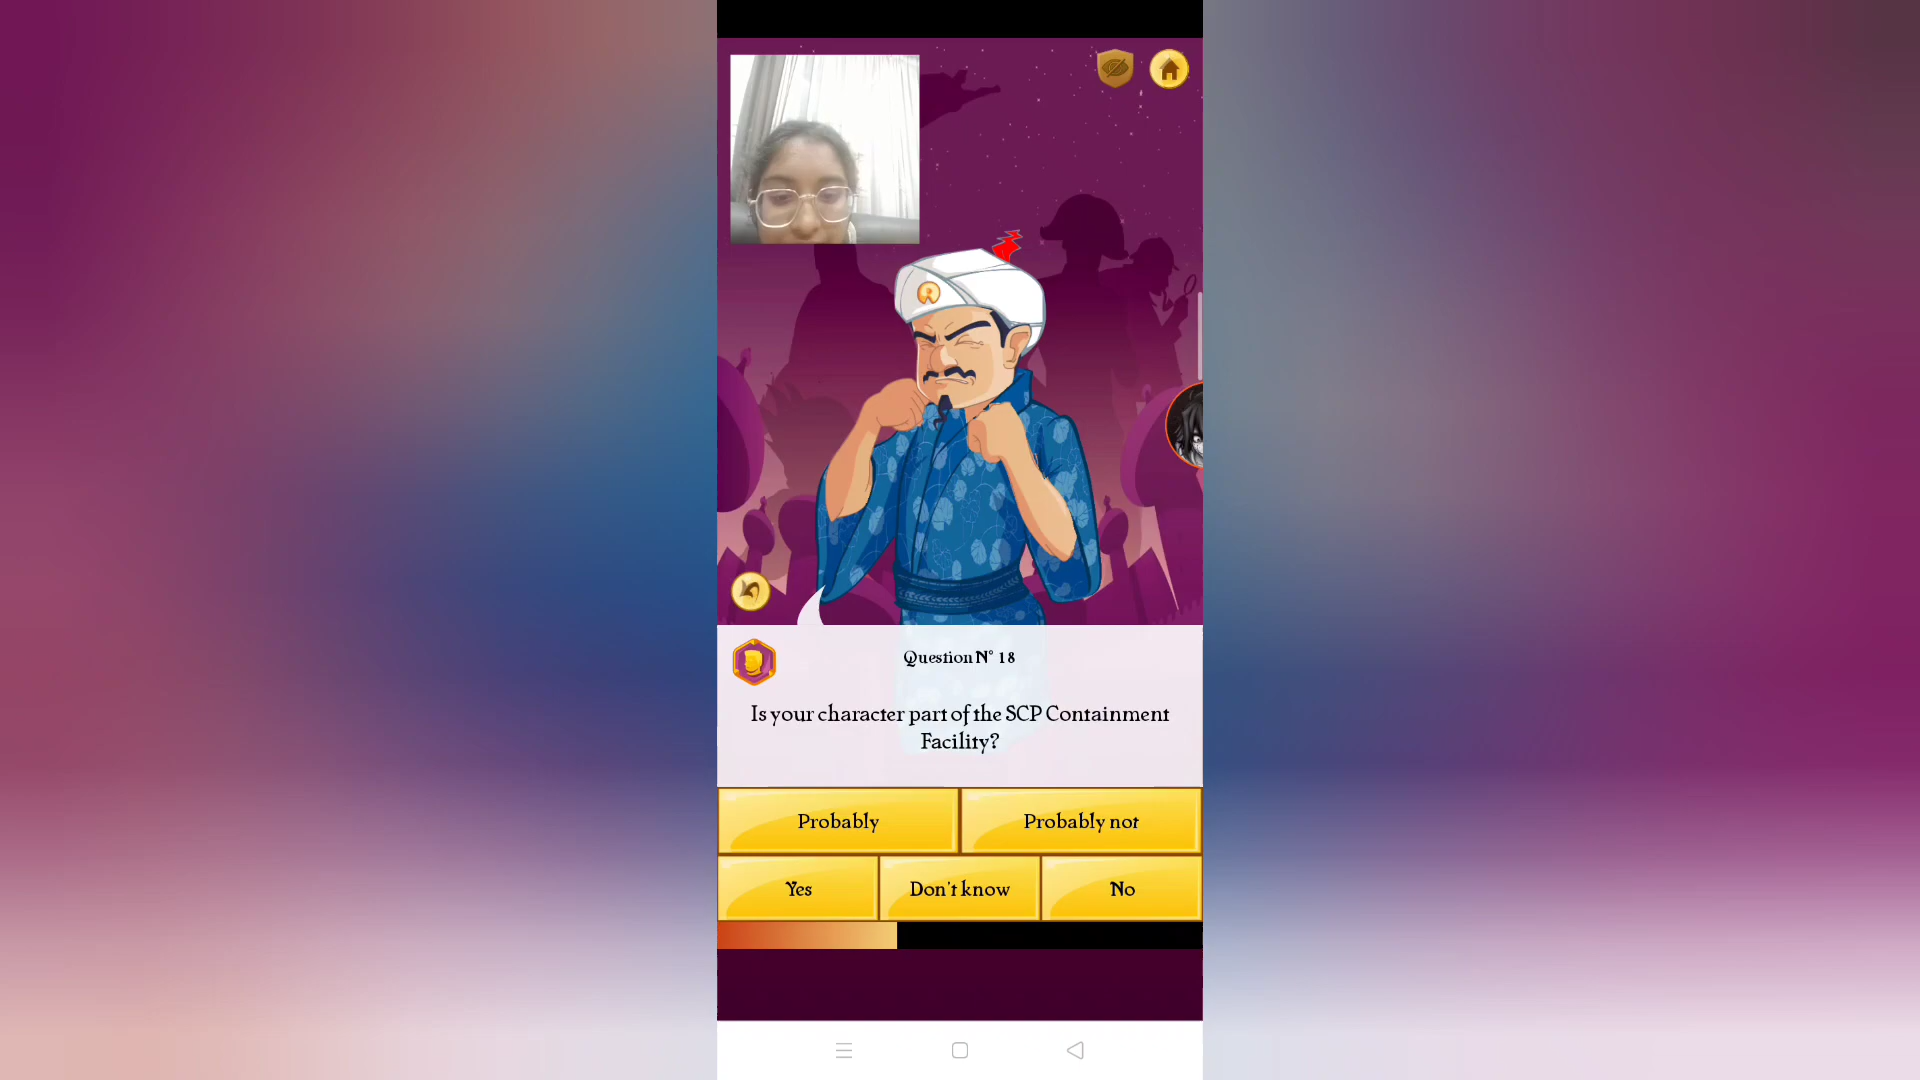 Question N° 18
Is your character part of the SCP Containment
Facility?
Probably
Probably not
Yes
Don't know
No